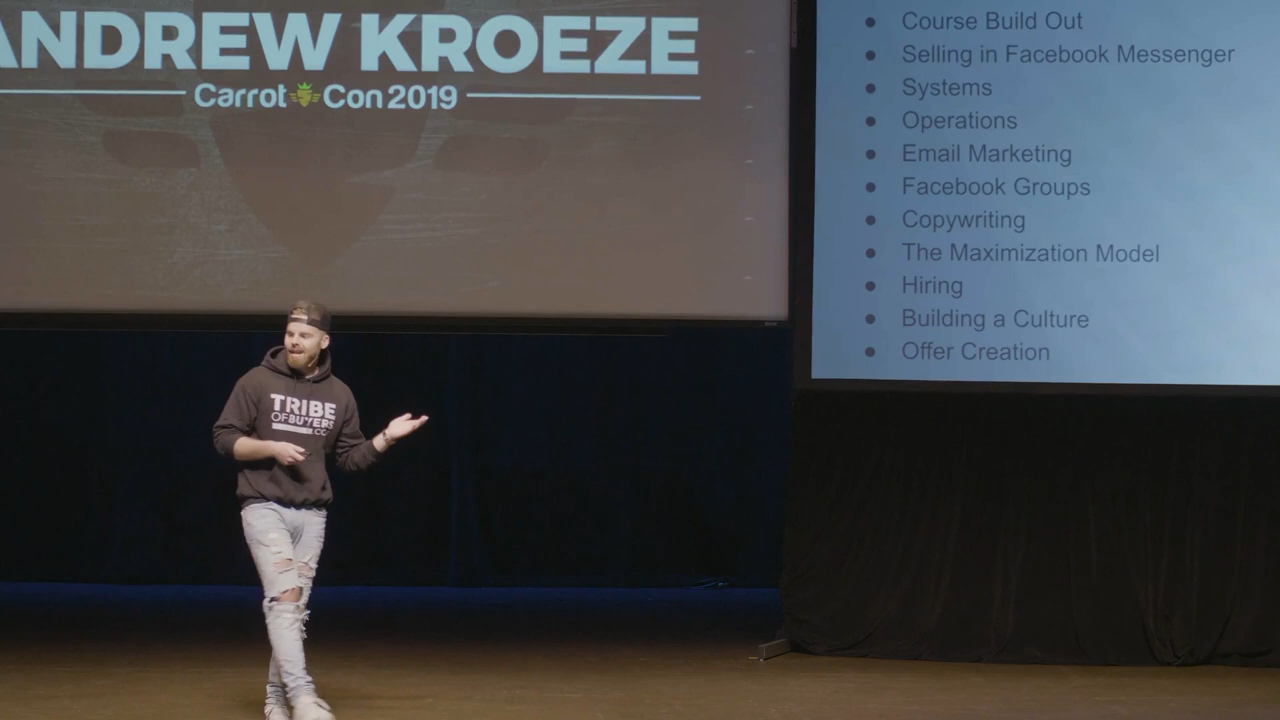 ANDREW KROEZE
Carrot Con 2019
Course Build Out
Selling in Facebook Messenger
Systems
Operations
Email Marketing
Facebook Groups
Copywriting
The Maximization Model
Hiring
Building a Culture
Offer Creation
TRIBE
OF BUYERS
.CO